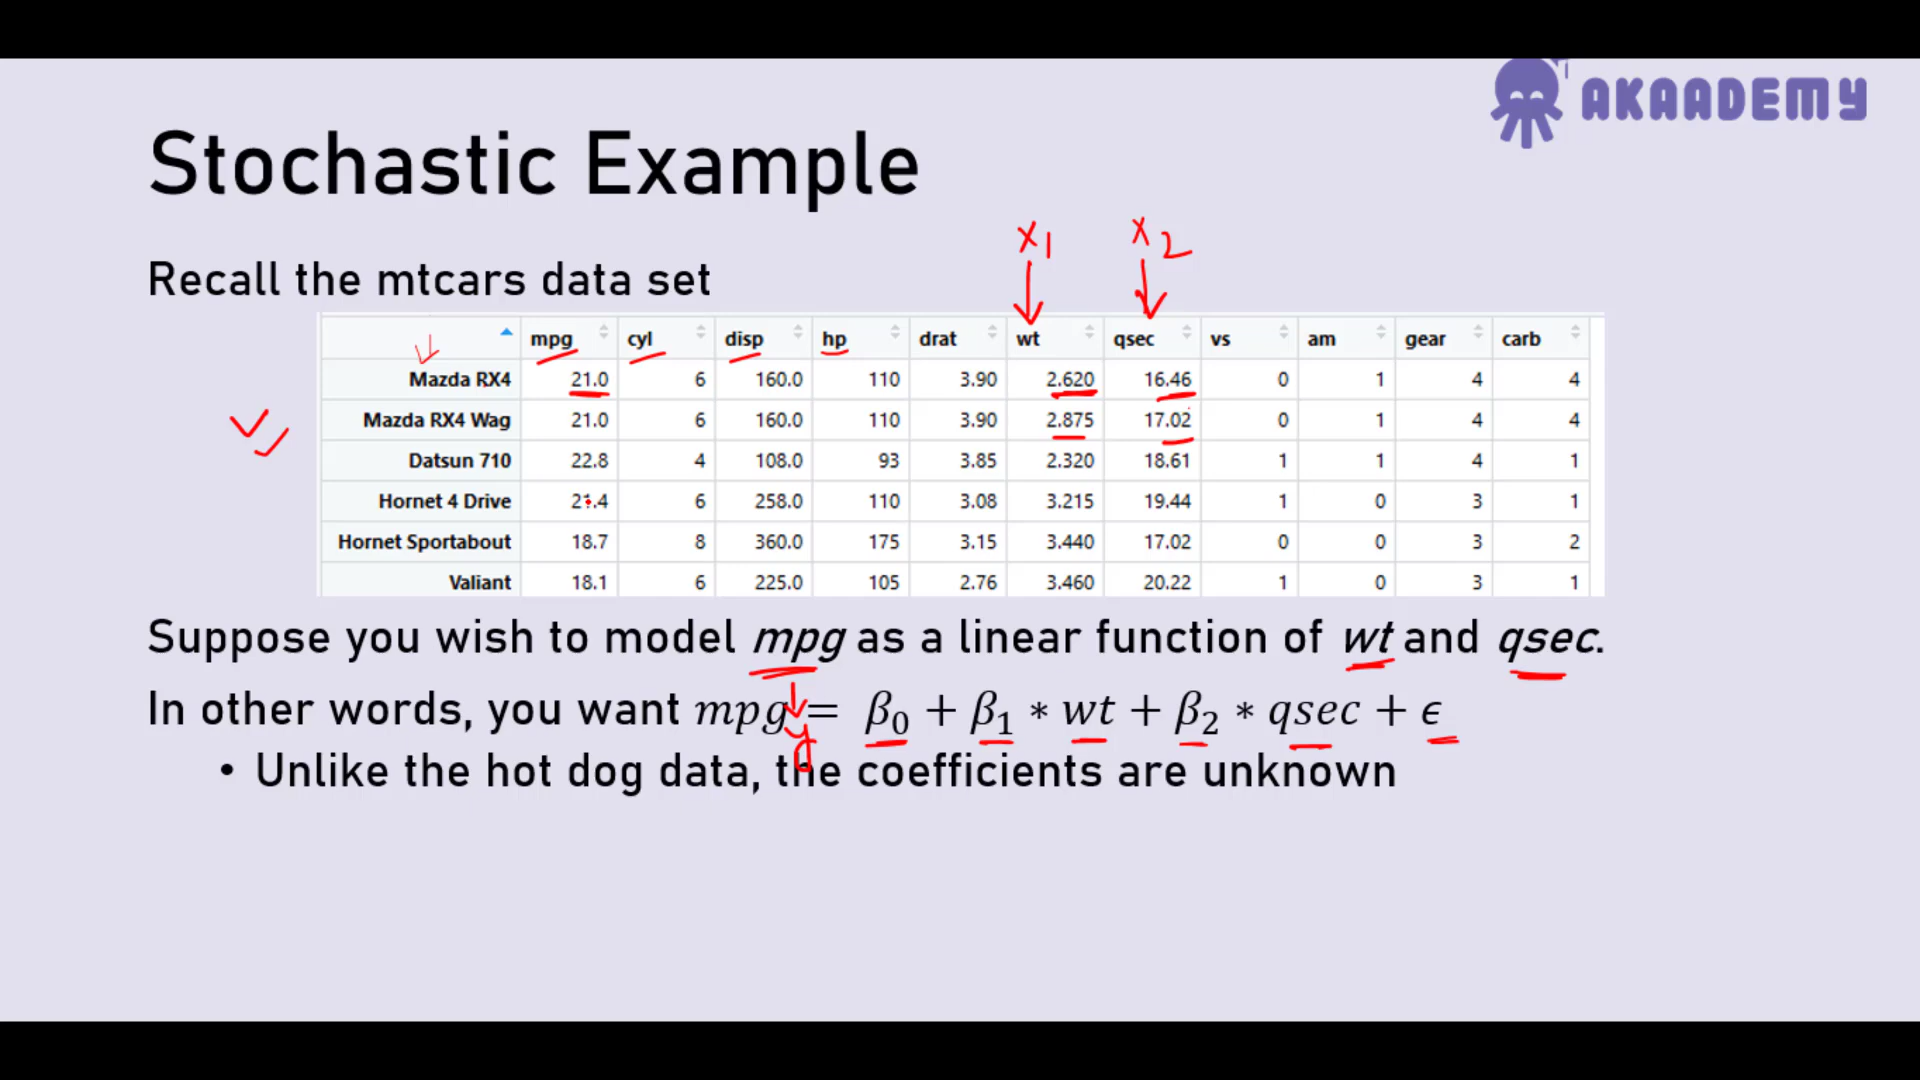 AKAADEMY
Stochastic Example
x1 x2
Recall the mtcars data set
mpg cyl disp hp drat wt qsec vs am gear carb
Mazda RX4 21.0 6 160.0 110 3.90 2.620 16.46 0 1 4 4
Mazda RX4 Wag 21.0 6 160.0 110 3.90 2.875 17.02 0 1 4 4
Datsun 710 22.8 4 108.0 93 3.85 2.320 18.61 1 1 4 1
Hornet 4 Drive 21.4 6 258.0 110 3.08 3.215 19.44 1 0 3 1
Hornet Sportabout 18.7 8 360.0 175 3.15 3.440 17.02 0 0 3 2
Valiant 18.1 6 225.0 105 2.76 3.460 20.22 1 0 3 1
Suppose you wish to model mpg as a linear function of wt and qsec.
In other words, you want mpg = β₀ + β₁ * wt + β₂ * qsec + ϵ
y
• Unlike the hot dog data, the coefficients are unknown